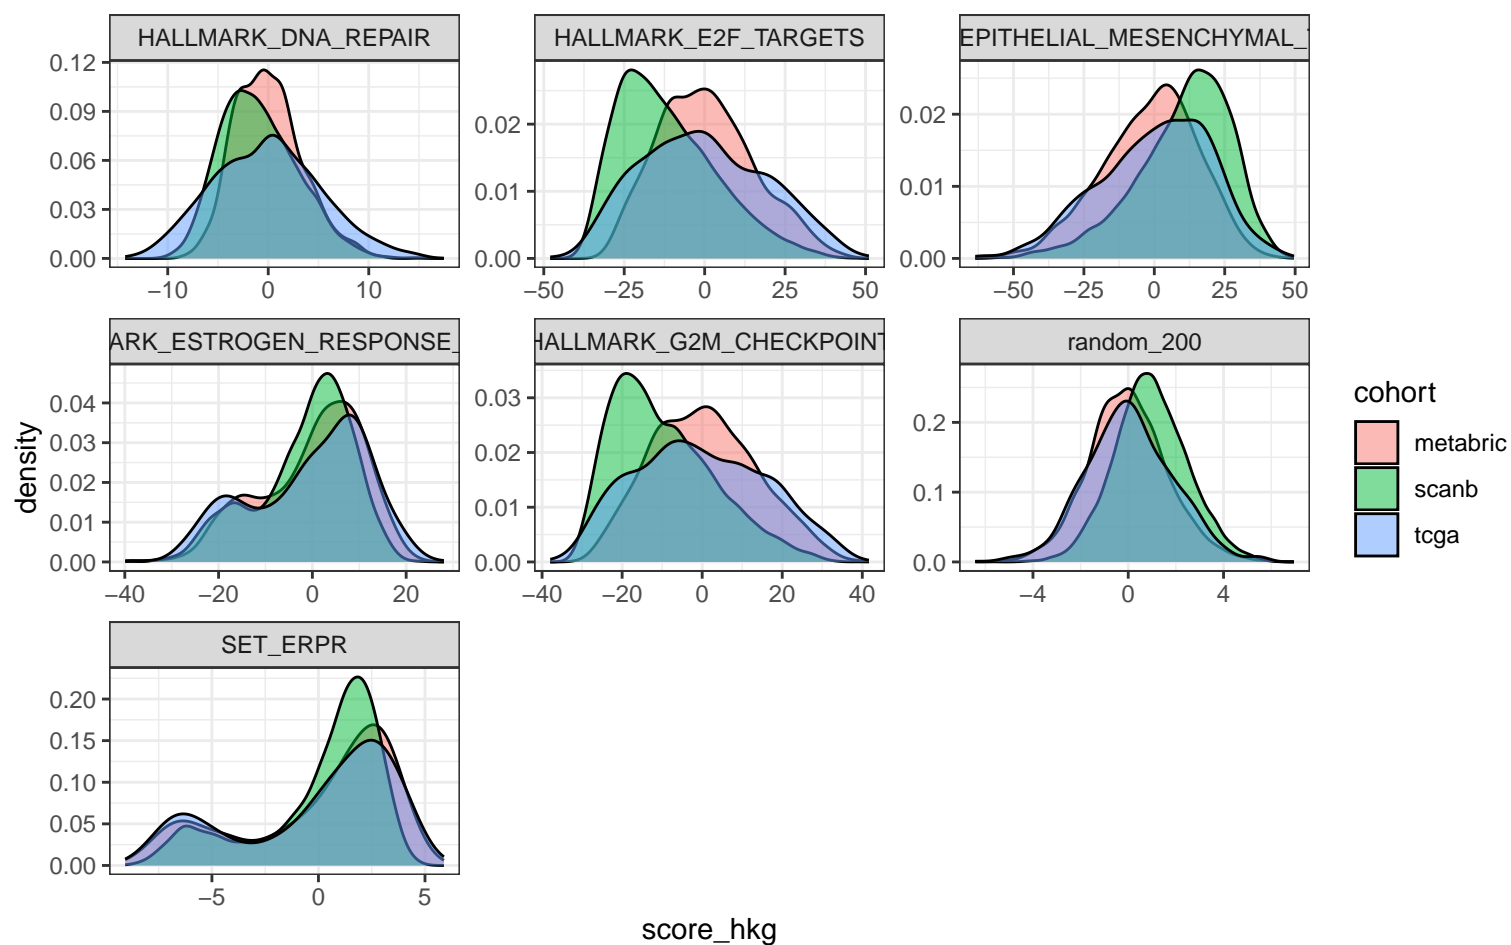 HALLMARK_DNA_REPAIR
HALLMARK_E2F_TARGETS
EPITHELIAL_MESENCHYMAL_
0.12
0.09
0.06
0.03
0.00
0.02
0.01
0.00
0.02
0.01
0.00
−10 0 10
−50 −25 0 25 50
−50 −25 0 25 50
ARK_ESTROGEN_RESPONSE_
HALLMARK_G2M_CHECKPOINT
random_200
0.04
0.03
0.02
0.01
0.00
0.03
0.02
0.01
0.00
0.2
0.1
0.0
−40 −20 0 20
−40 −20 0 20 40
−4 0 4
SET_ERPR
0.20
0.15
0.10
0.05
0.00
−5 0 5
density
score_hkg
cohort
metabric
scanb
tcga